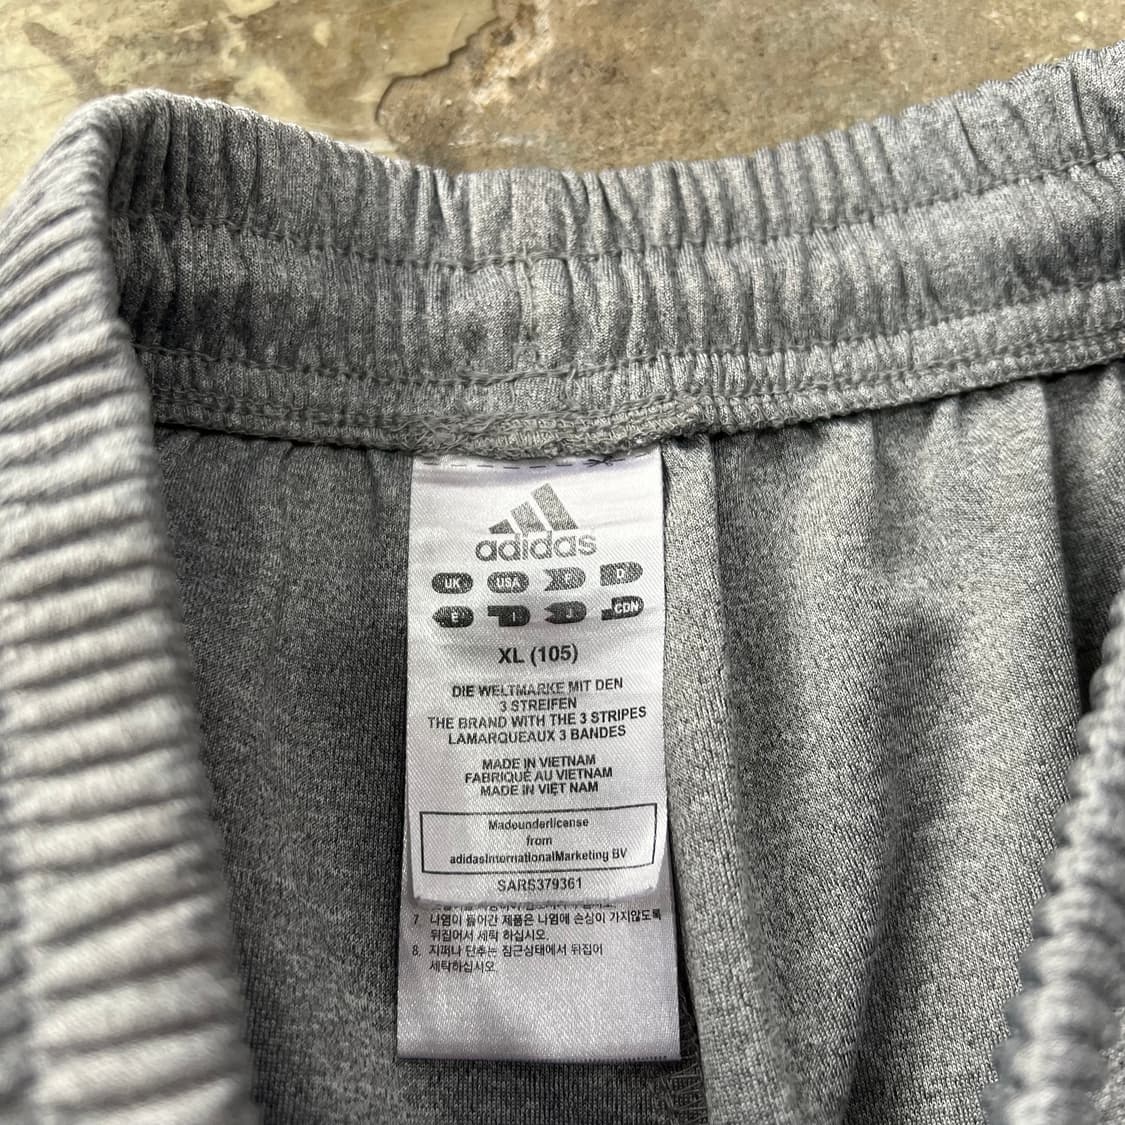 adidas
UK USA F D
E I J CDN
XL (105)
DIE WELTMARKE MIT DEN
3 STREIFEN
THE BRAND WITH THE 3 STRIPES
LAMARQUEAUX 3 BANDES
MADE IN VIETNAM
FABRIQUÉ AU VIETNAM
MADE IN VIỆT NAM
Madeunderlicense
from
adidasInternationalMarketing BV
SARS379361
7. 나염이 들어간 제품은 나염에 손상이 가지않도록
뒤집어서 세탁 하십시오.
8. 지퍼나 단추는 잠근상태에서 뒤집어
세탁하십시오.